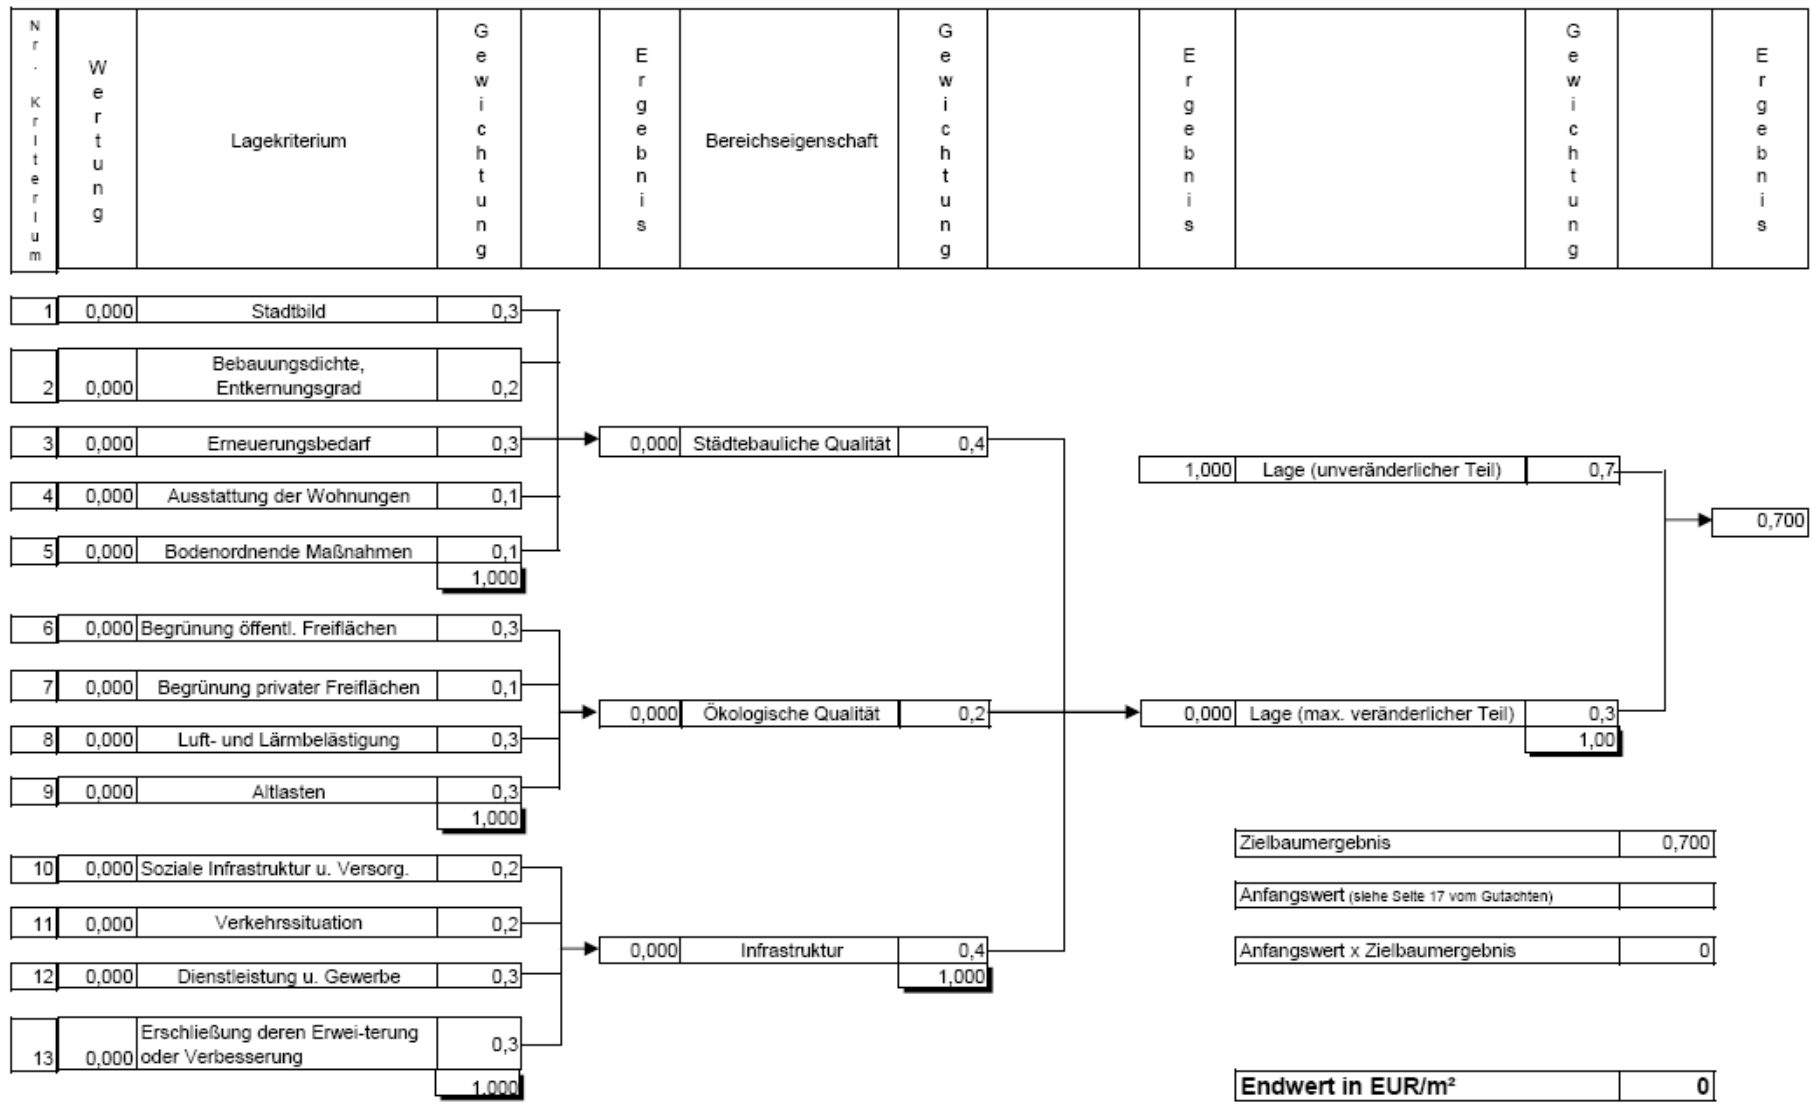 Nr. Kriterium
Wertung
Lagekriterium
Gewichtung
Ergebnis
Bereichseigenschaft
Gewichtung
Ergebnis
Gewichtung
Ergebnis
1 0,000 Stadtbild 0,3
Bebauungsdichte,
2 0,000 Entkernungsgrad 0,2
3 0,000 Erneuerungsbedarf 0,3
0,000 Städtebauliche Qualität 0,4
1,000 Lage (unveränderlicher Teil) 0,7
4 0,000 Ausstattung der Wohnungen 0,1
0,700
5 0,000 Bodenordnende Maßnahmen 0,1
1,000
6 0,000 Begrünung öffentl. Freiflächen 0,3
7 0,000 Begrünung privater Freiflächen 0,1
0,000 Ökologische Qualität 0,2
0,000 Lage (max. veränderlicher Teil) 0,3
8 0,000 Luft- und Lärmbelästigung 0,3
1,00
9 0,000 Altlasten 0,3
1,000
Zielbaumergebnis 0,700
10 0,000 Soziale Infrastruktur u. Versorg. 0,2
Anfangswert (siehe Seite 17 vom Gutachten)
11 0,000 Verkehrssituation 0,2
0,000 Infrastruktur 0,4
Anfangswert x Zielbaumergebnis 0
12 0,000 Dienstleistung u. Gewerbe 0,3
1,000
Erschließung deren Erwei-terung
13 0,000 oder Verbesserung 0,3
1,000
Endwert in EUR/m² 0